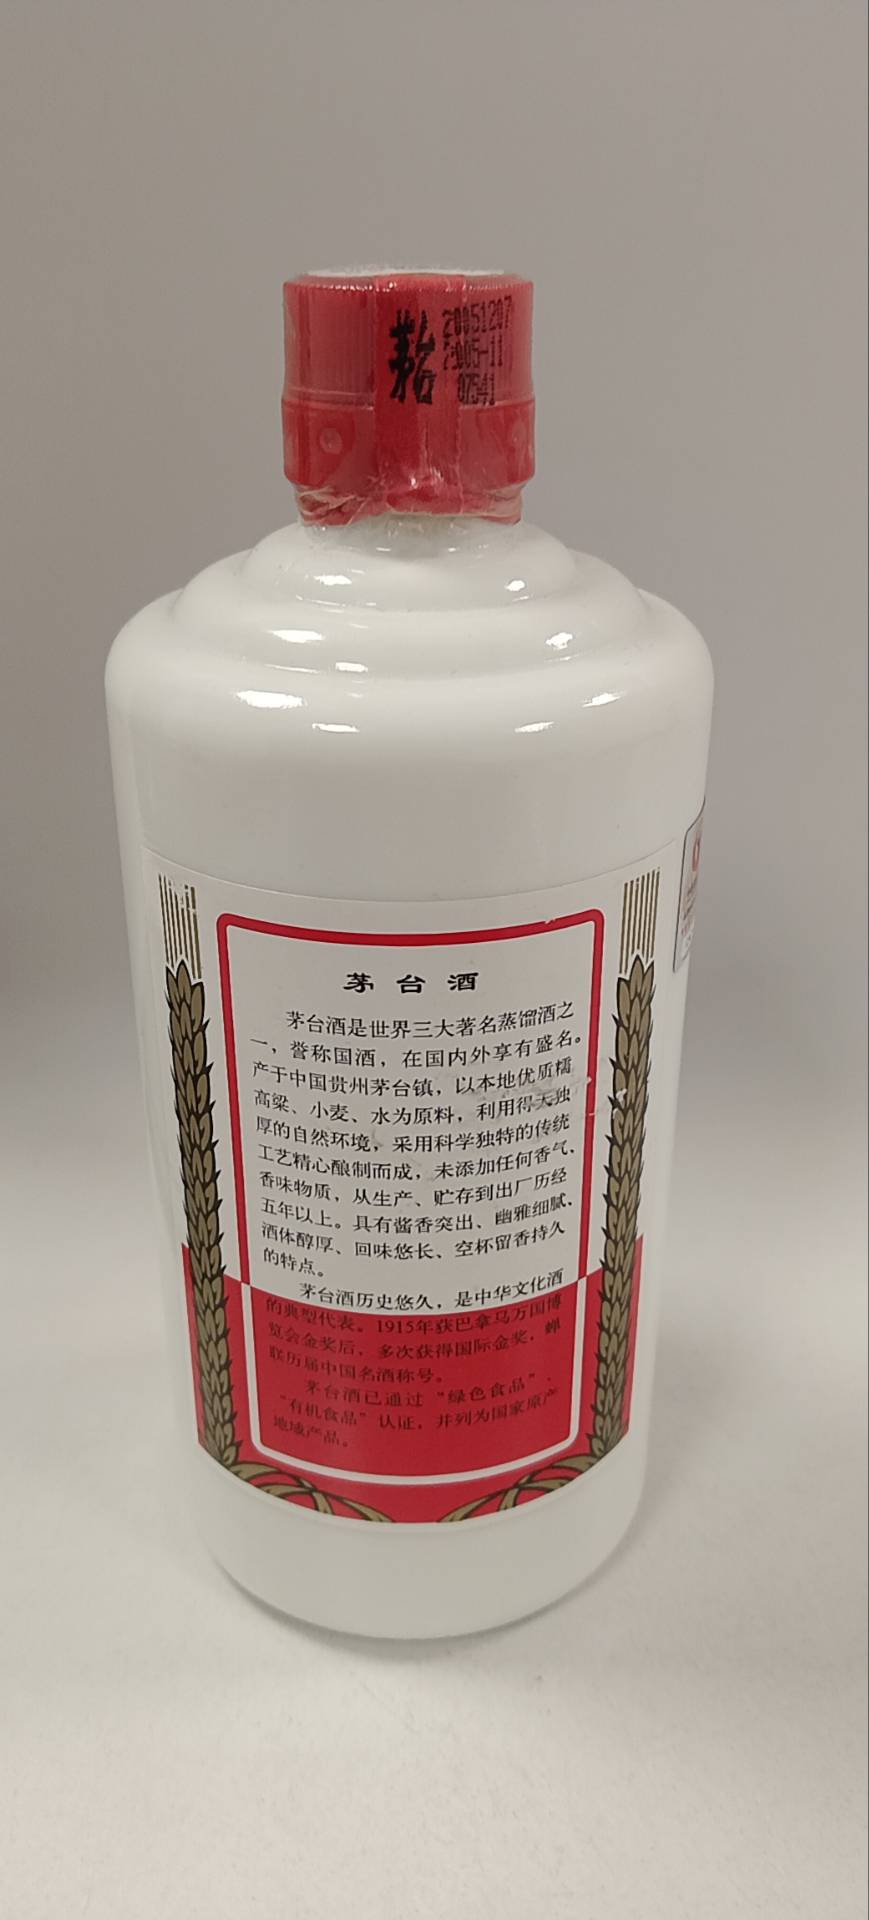 茅台
20051207
2005-11
07541
茅台酒
茅台酒是世界三大著名蒸馏酒之
一，誉称国酒，在国内外享有盛名。
产于中国贵州茅台镇，以本地优质糯
高粱、小麦、水为原料，利用得天独
厚的自然环境，采用科学独特的传统
工艺精心酿制而成，未添加任何香气、
香味物质，从生产、贮存到出厂历经
五年以上。具有酱香突出、幽雅细腻、
酒体醇厚、回味悠长、空杯留香持久
的特点。
茅台酒历史悠久，是中华文化酒
的典型代表。1915年获巴拿马万国博
览会金奖后，多次获得国际金奖，蝉
联历届中国名酒称号。
茅台酒已通过“绿色食品”、
“有机食品”认证，并列为国家原产
地域产品。